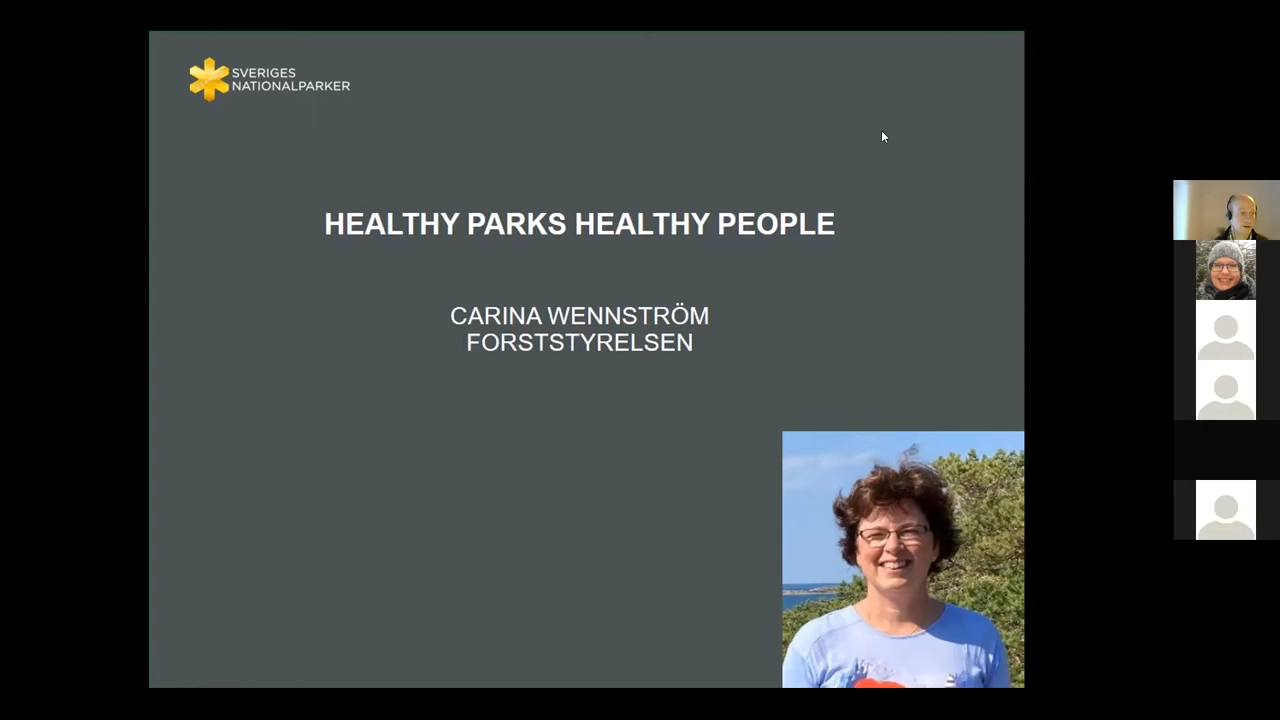 SVERIGES
NATIONALPARKER
HEALTHY PARKS HEALTHY PEOPLE
CARINA WENNSTRÖM
FORSTSTYRELSEN